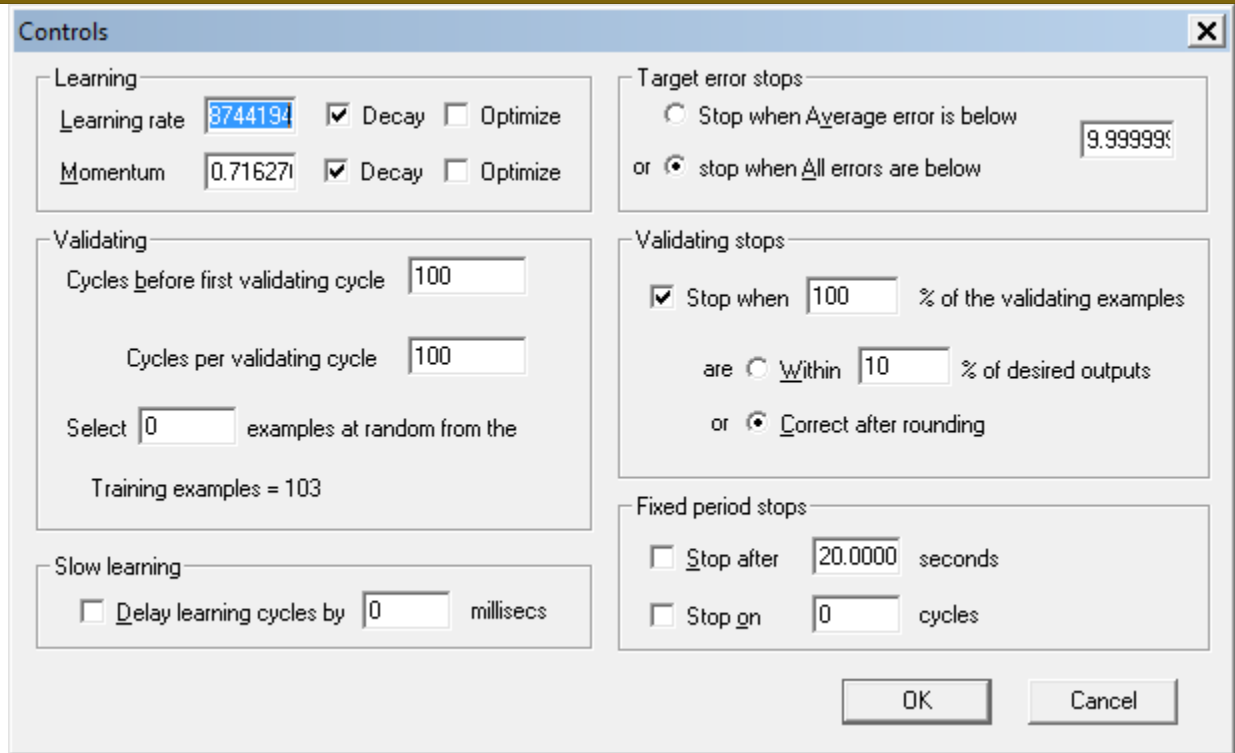 Controls
Learning
Learning rate 8744194 Decay Optimize
Momentum 0.71627 Decay Optimize
Validating
Cycles before first validating cycle 100
Cycles per validating cycle 100
Select 0 examples at random from the
Training examples = 103
Slow learning
Delay learning cycles by 0 millisecs
Target error stops
Stop when Average error is below
9.99999
or stop when All errors are below
Validating stops
Stop when 100 % of the validating examples
are Within 10 % of desired outputs
or Correct after rounding
Fixed period stops
Stop after 20.0000 seconds
Stop on 0 cycles
OK Cancel